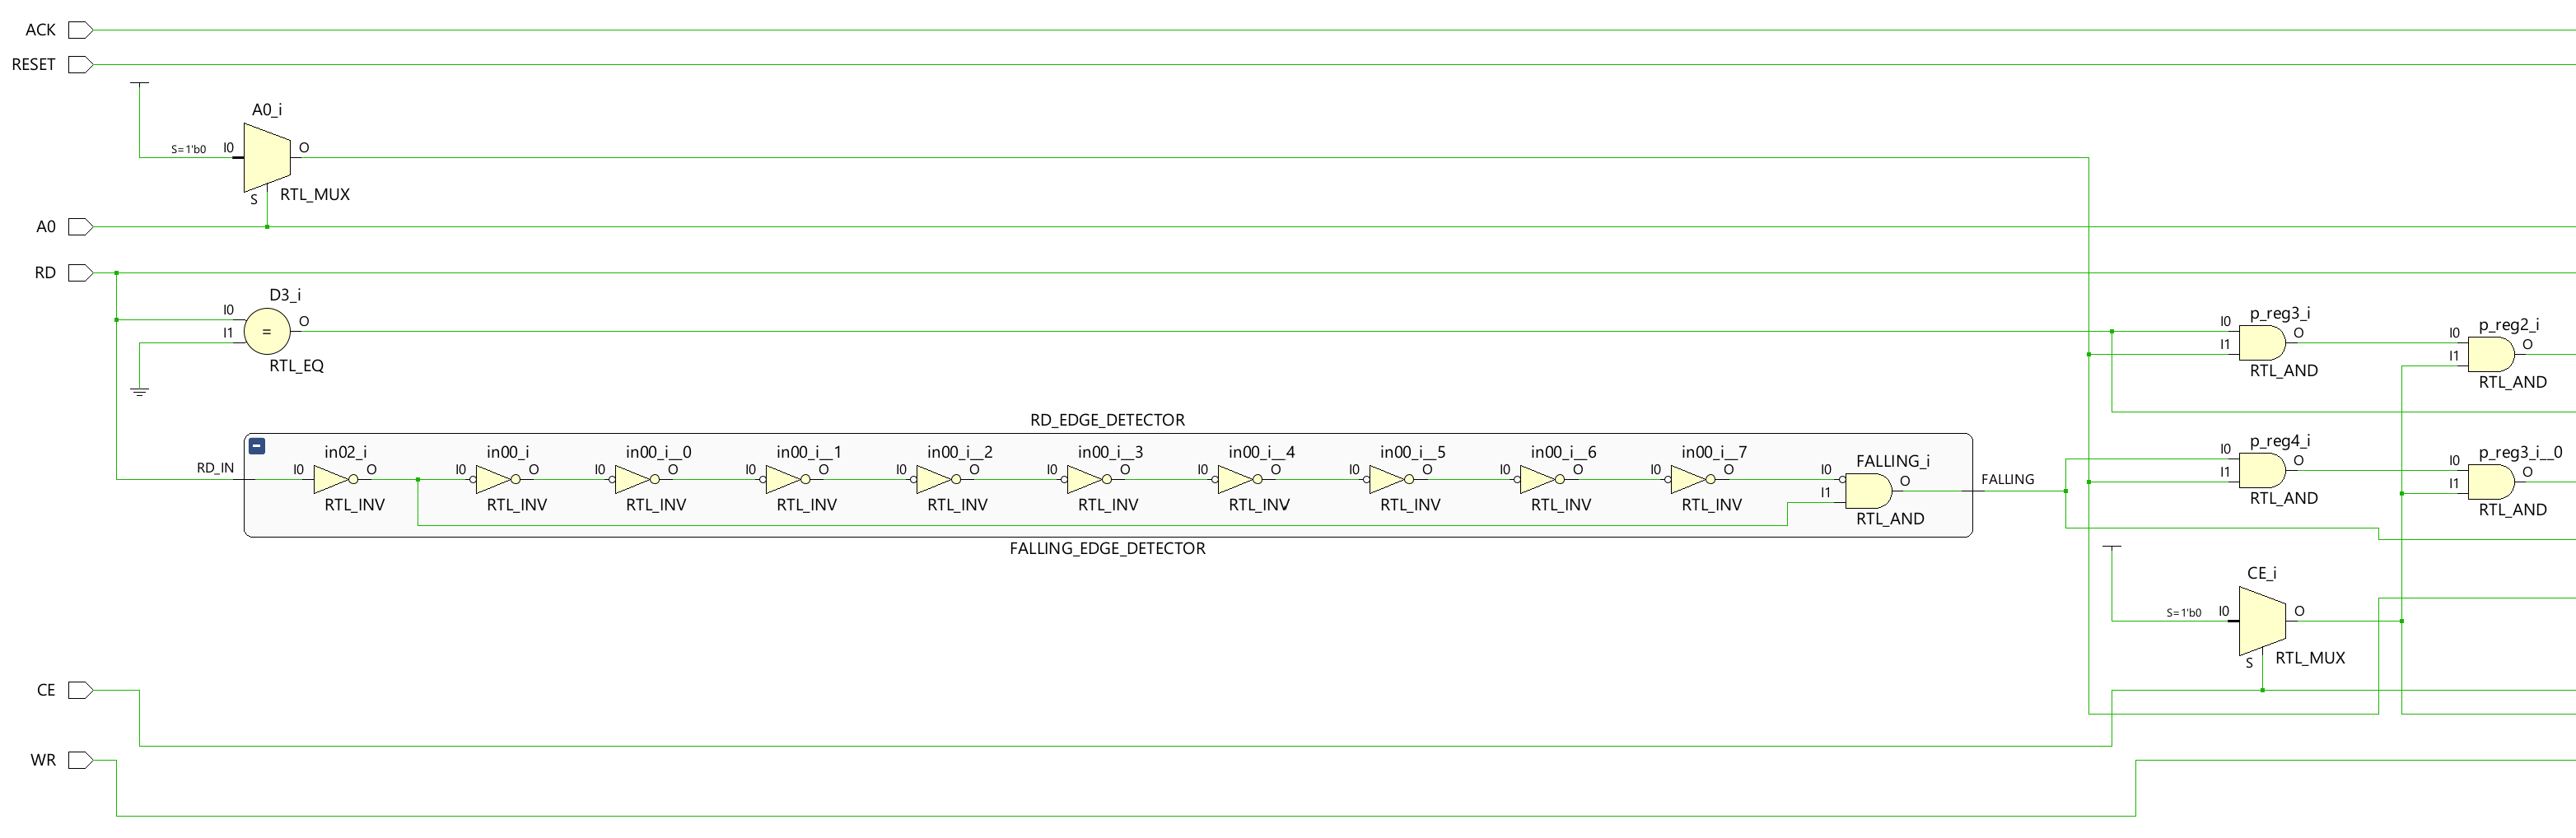 ACK
RESET
A0_i
S=1'b0 I0 O
S RTL_MUX
A0
RD
D3_i
I0 O
I1
=
RTL_EQ
p_reg3_i
I0 O
I1
RTL_AND
p_reg2_i
I0 O
I1
RTL_AND
RD_EDGE_DETECTOR
RD_IN
in02_i
I0 O
RTL_INV
in00_i
I0 O
RTL_INV
in00_i__0
I0 O
RTL_INV
in00_i__1
I0 O
RTL_INV
in00_i__2
I0 O
RTL_INV
in00_i__3
I0 O
RTL_INV
in00_i__4
I0 O
RTL_INV
in00_i__5
I0 O
RTL_INV
in00_i__6
I0 O
RTL_INV
in00_i__7
I0 O
RTL_INV
FALLING_i
I0 O
I1
RTL_AND
FALLING
FALLING_EDGE_DETECTOR
p_reg4_i
I0 O
I1
RTL_AND
p_reg3_i__0
I0 O
I1
RTL_AND
CE_i
S=1'b0 I0 O
S RTL_MUX
CE
WR